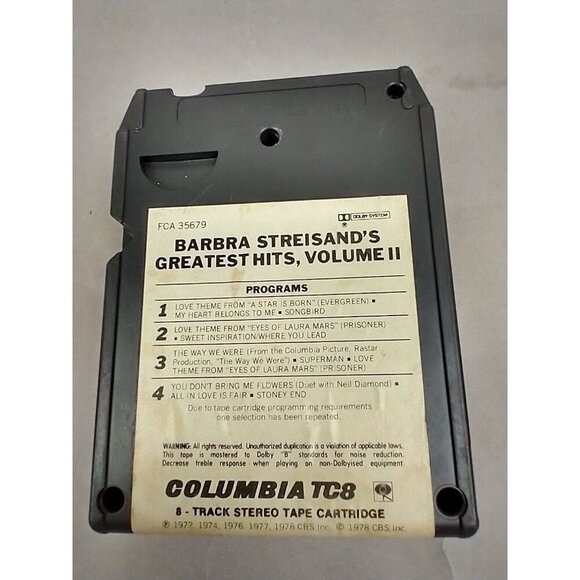 FCA 35679
DOLBY SYSTEM
®
BARBRA STREISAND'S
GREATEST HITS, VOLUME II
PROGRAMS
1 LOVE THEME FROM "A STAR IS BORN" (EVERGREEN) ▪
MY HEART BELONGS TO ME ▪ SONGBIRD
2 LOVE THEME FROM "EYES OF LAURA MARS" (PRISONER)
▪ SWEET INSPIRATION/WHERE YOU LEAD
3 THE WAY WE WERE (From the Columbia Picture, Rastar
Production, "The Way We Were") ▪ SUPERMAN ▪ LOVE
THEME FROM "EYES OF LAURA MARS" (PRISONER)
4 YOU DON'T BRING ME FLOWERS (Duet with Neil Diamond) ▪
ALL IN LOVE IS FAIR ▪ STONEY END
Due to tape cartridge programming requirements
one selection has been repeated.
WARNING: All rights reserved. Unauthorized duplication is a violation of applicable laws.
This tape is mastered to Dolby "B" standards for noise reduction.
Decrease treble response when playing on non-Dolbyised equipment.
COLUMBIA TC8
8 - TRACK STEREO TAPE CARTRIDGE
℗ 1972, 1974, 1976, 1977, 1978 CBS Inc. © 1978 CBS Inc.